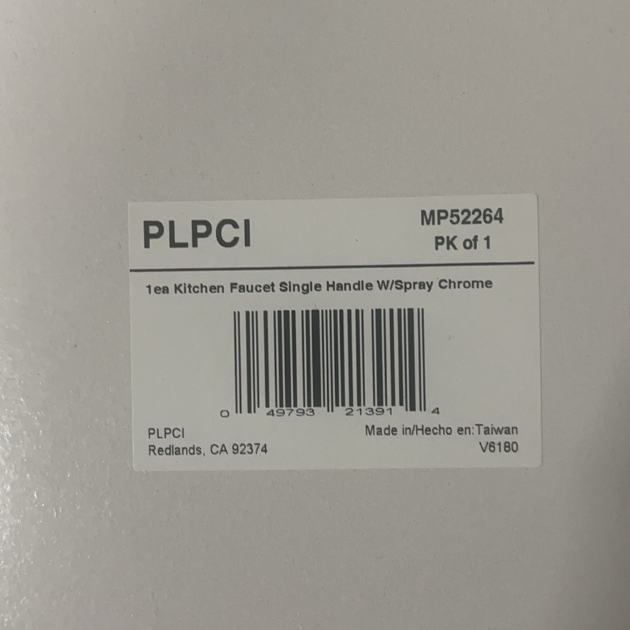 PLPCI
MP52264
PK of 1
1ea Kitchen Faucet Single Handle W/Spray Chrome
0 49793 21391 4
PLPCI
Redlands, CA 92374
Made in/Hecho en:Taiwan
V6180